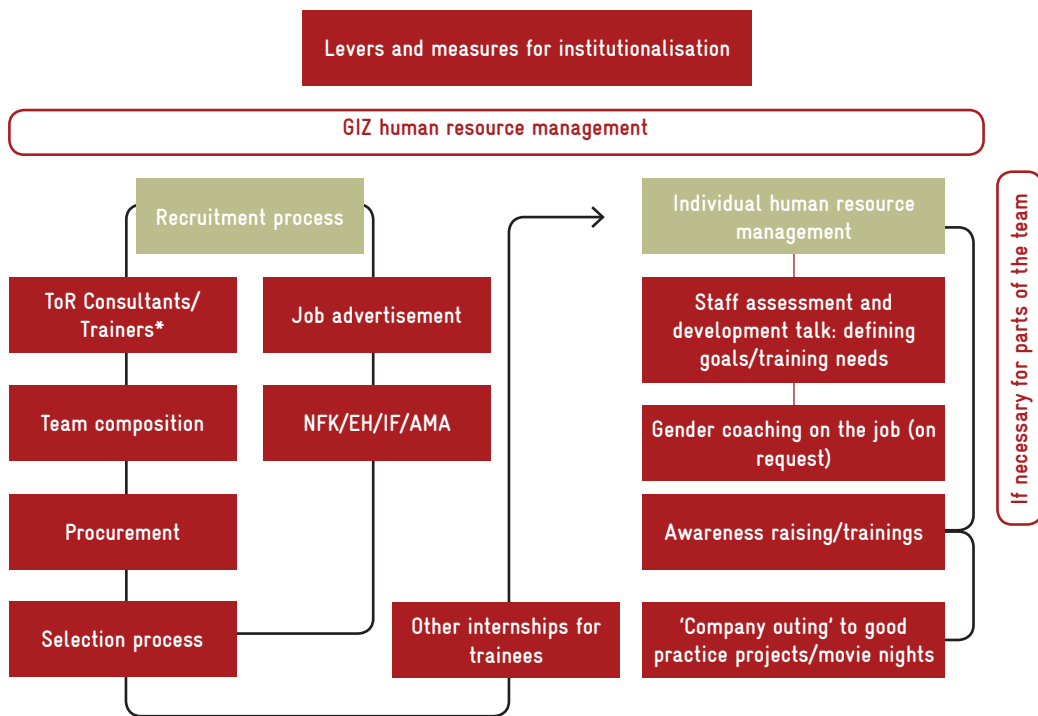 Levers and measures for institutionalisation
GIZ human resource management
Recruitment process
ToR Consultants/
Trainers*
Team composition
Procurement
Selection process
Job advertisement
NFK/EH/IF/AMA
Other internships for
trainees
Individual human resource
management
Staff assessment and
development talk: defining
goals/training needs
Gender coaching on the job (on
request)
Awareness raising/trainings
‘Company outing’ to good
practice projects/movie nights
If necessary for parts of the team